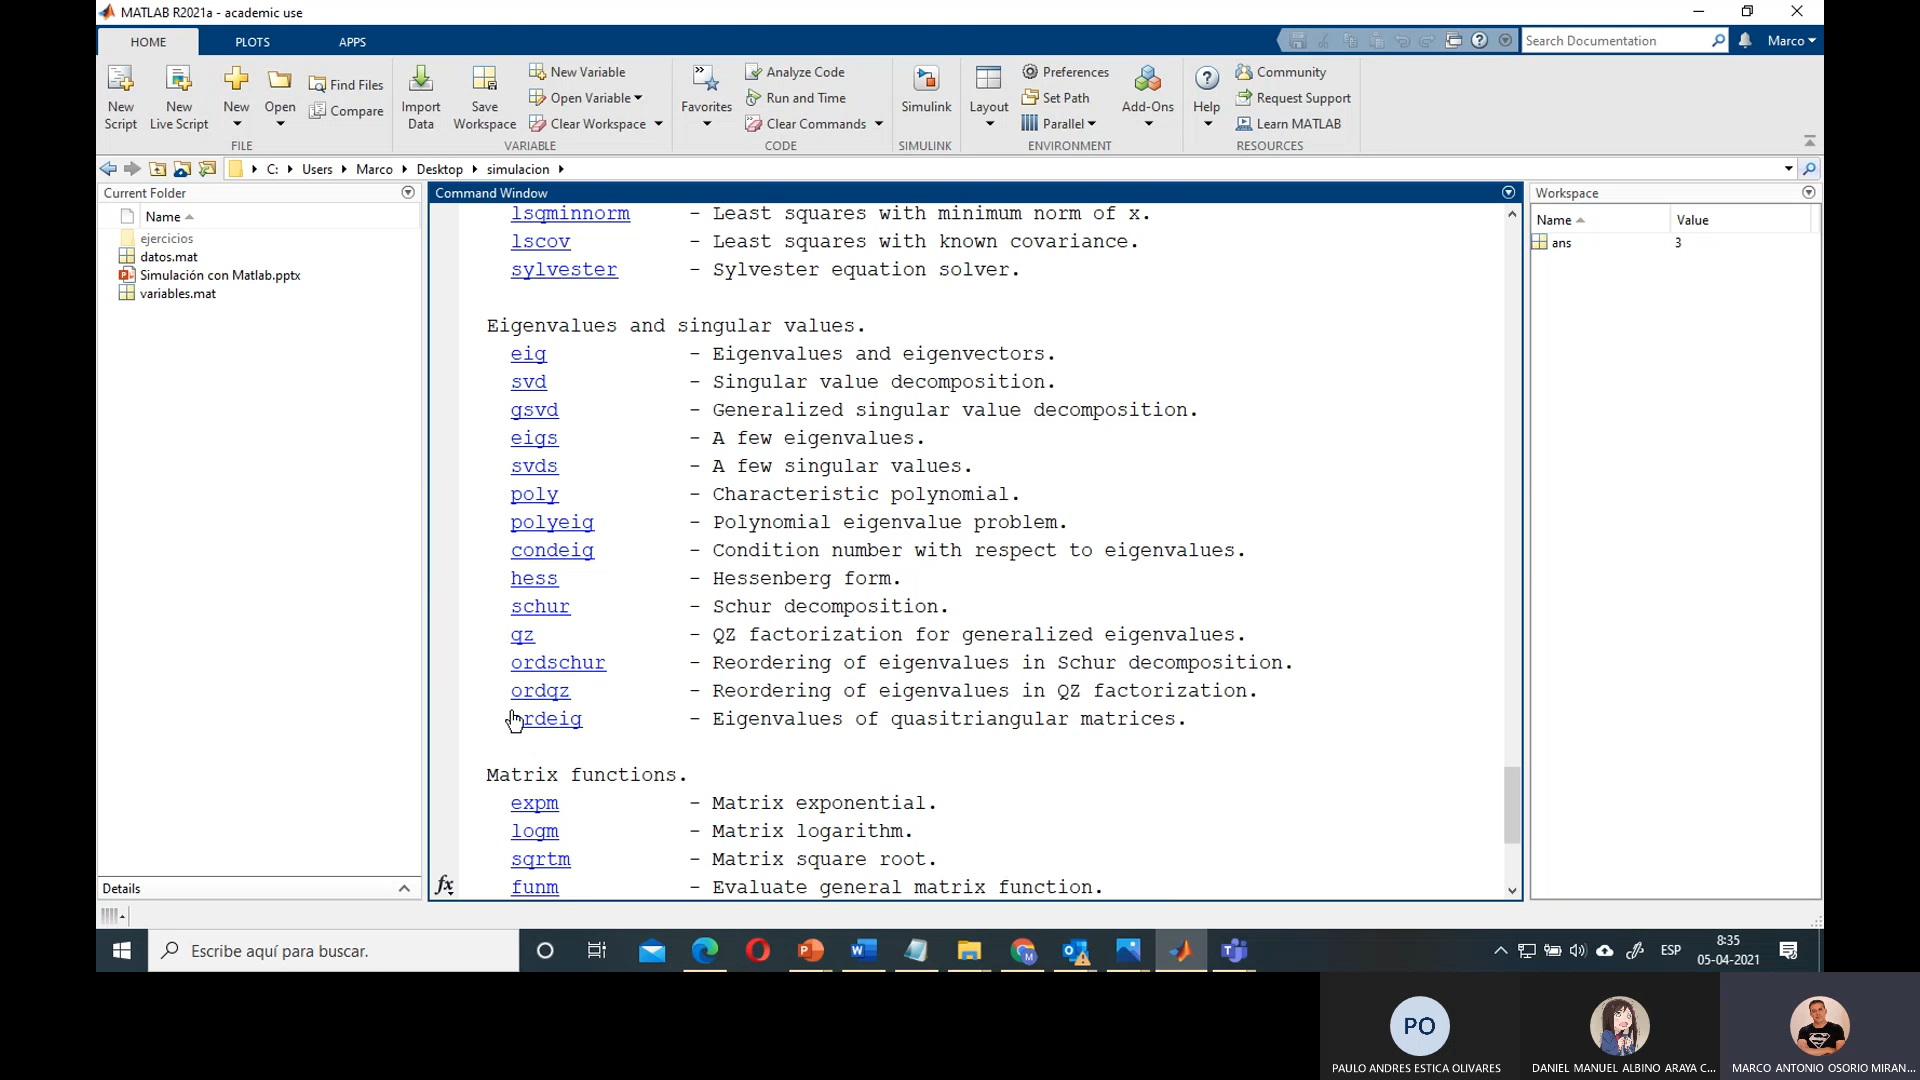 MATLAB R2021a - academic use
HOME PLOTS APPS
Search Documentation Marco
New Script
New Live Script
New
Open
Find Files
Compare
FILE
Import Data
Save Workspace
New Variable
Open Variable
Clear Workspace
VARIABLE
Favorites
Analyze Code
Run and Time
Clear Commands
CODE
Simulink
SIMULINK
Layout
Preferences
Set Path
Parallel
Add-Ons
ENVIRONMENT
Help
Community
Request Support
Learn MATLAB
RESOURCES
C: Users Marco Desktop simulacion
Current Folder
Name
ejercicios
datos.mat
Simulación con Matlab.pptx
variables.mat
Details
Command Window
lsqminnorm - Least squares with minimum norm of x.
lscov - Least squares with known covariance.
sylvester - Sylvester equation solver.
Eigenvalues and singular values.
eig - Eigenvalues and eigenvectors.
svd - Singular value decomposition.
gsvd - Generalized singular value decomposition.
eigs - A few eigenvalues.
svds - A few singular values.
poly - Characteristic polynomial.
polyeig - Polynomial eigenvalue problem.
condeig - Condition number with respect to eigenvalues.
hess - Hessenberg form.
schur - Schur decomposition.
qz - QZ factorization for generalized eigenvalues.
ordschur - Reordering of eigenvalues in Schur decomposition.
ordqz - Reordering of eigenvalues in QZ factorization.
ordeig - Eigenvalues of quasitriangular matrices.
Matrix functions.
expm - Matrix exponential.
logm - Matrix logarithm.
sqrtm - Matrix square root.
funm - Evaluate general matrix function.
fx
Workspace
Name Value
ans 3
Escribe aquí para buscar.
ESP
8:35
05-04-2021
PO
PAULO ANDRES ESTICA OLIVARES
DANIEL MANUEL ALBINO ARAYA C...
MARCO ANTONIO OSORIO MIRAN...